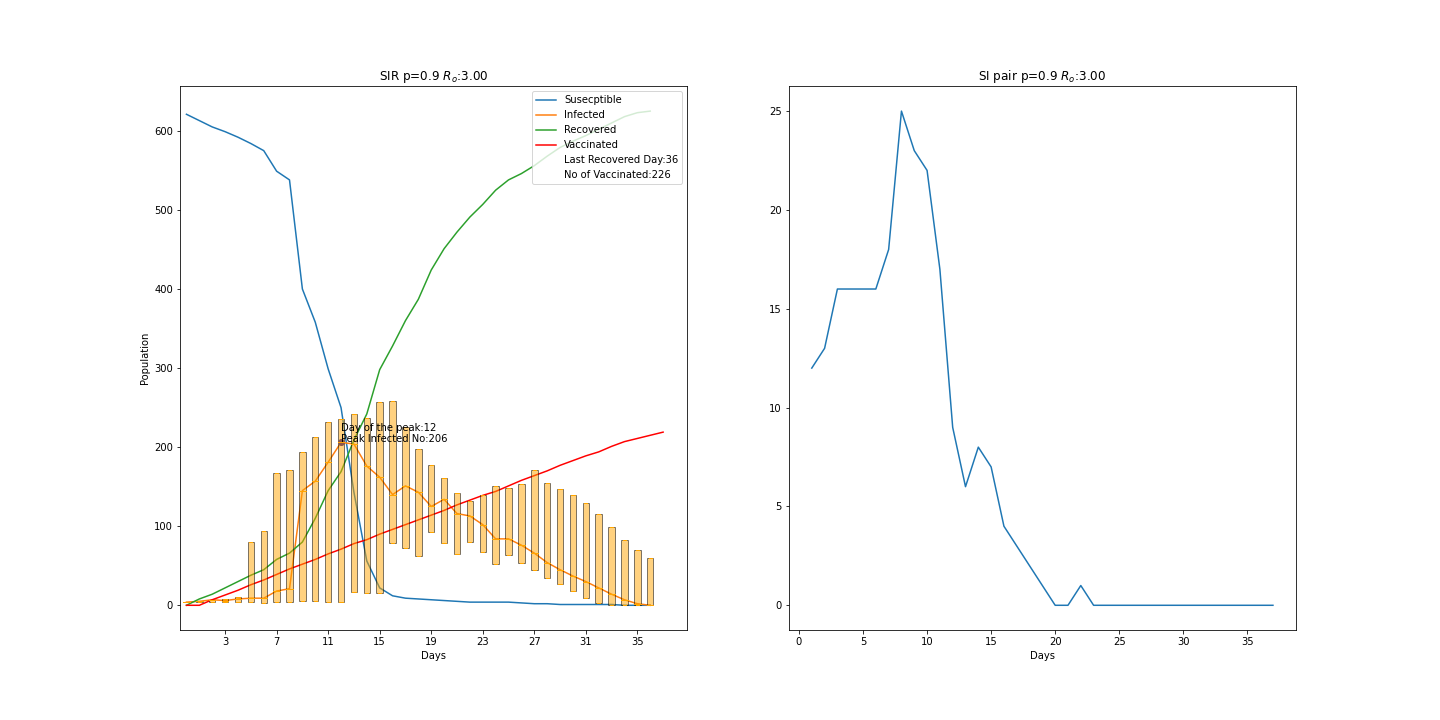 SIR p=0.9 Rₒ:3.00
Susecptible
Infected
Recovered
Vaccinated
Last Recovered Day:36
No of Vaccinated:226
600
500
400
300
200
100
0
Population
Day of the peak:12
Peak Infected No:206
3 7 11 15 19 23 27 31 35
Days
SI pair p=0.9 Rₒ:3.00
25
20
15
10
5
0
0 5 10 15 20 25 30 35
Days